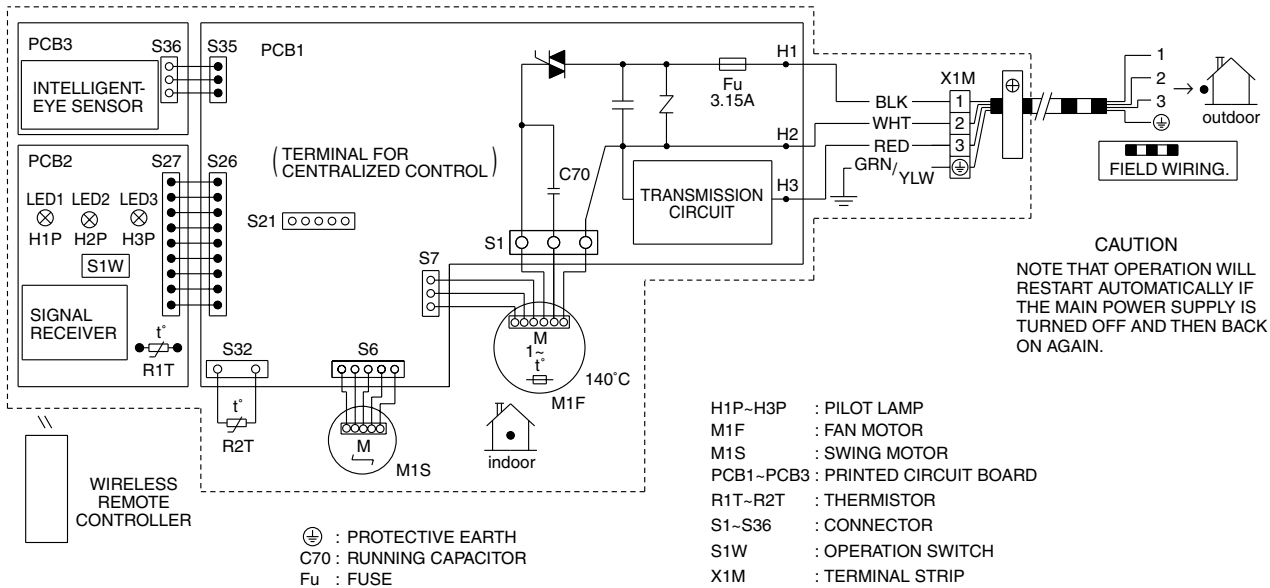 PCB3
S36
S35
PCB1
INTELLIGENT-
EYE SENSOR
H1
Fu
3.15A
X1M
BLK
1
WHT
2
RED
3
GRN/
YLW
H2
H3
1
2
3
outdoor
FIELD WIRING.
PCB2
S27
S26
LED1 LED2 LED3
H1P H2P H3P
S1W
SIGNAL
RECEIVER
t°
R1T
(TERMINAL FOR
CENTRALIZED CONTROL)
S21
C70
TRANSMISSION
CIRCUIT
S1
S7
M
1~
t°
140°C
M1F
S32
t°
R2T
S6
M
M1S
indoor
CAUTION
NOTE THAT OPERATION WILL
RESTART AUTOMATICALLY IF
THE MAIN POWER SUPPLY IS
TURNED OFF AND THEN BACK
ON AGAIN.
WIRELESS
REMOTE
CONTROLLER
: PROTECTIVE EARTH
C70 : RUNNING CAPACITOR
Fu : FUSE
H1P~H3P : PILOT LAMP
M1F : FAN MOTOR
M1S : SWING MOTOR
PCB1~PCB3 : PRINTED CIRCUIT BOARD
R1T~R2T : THERMISTOR
S1~S36 : CONNECTOR
S1W : OPERATION SWITCH
X1M : TERMINAL STRIP